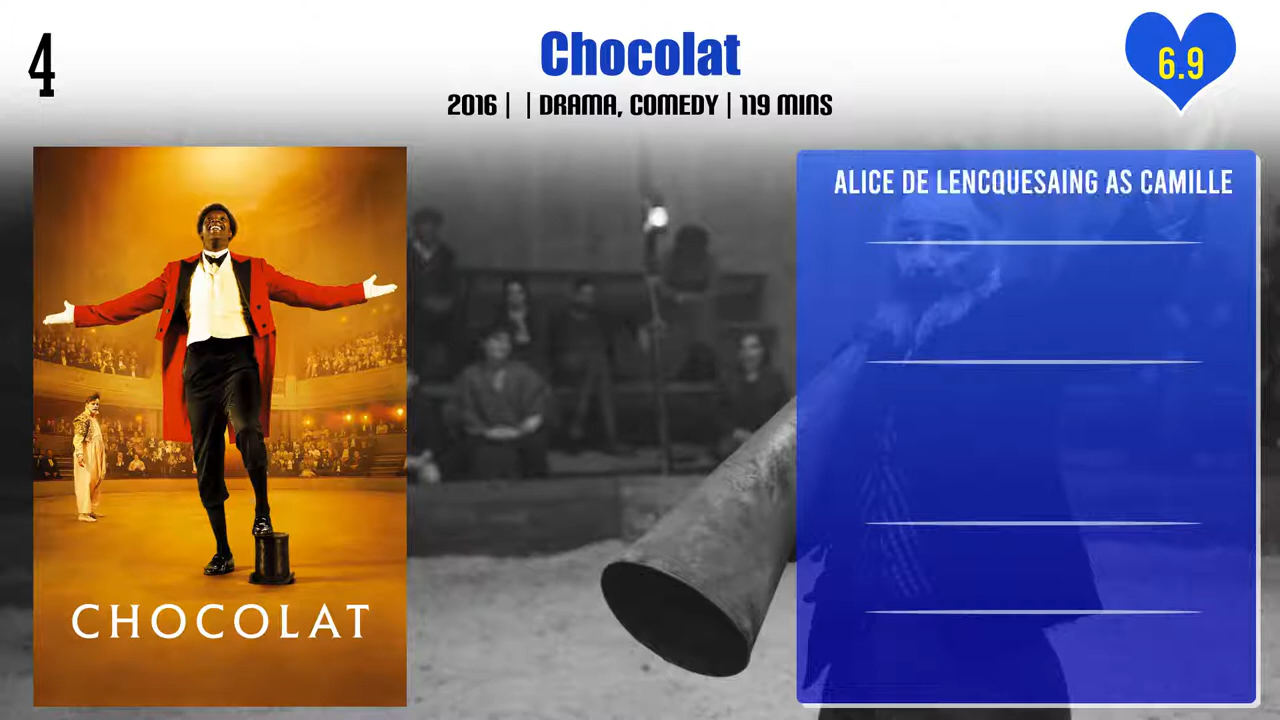 4
Chocolat
6.9
2016 | | DRAMA, COMEDY | 119 MINS
ALICE DE LENCQUESAING AS CAMILLE
CHOCOLAT